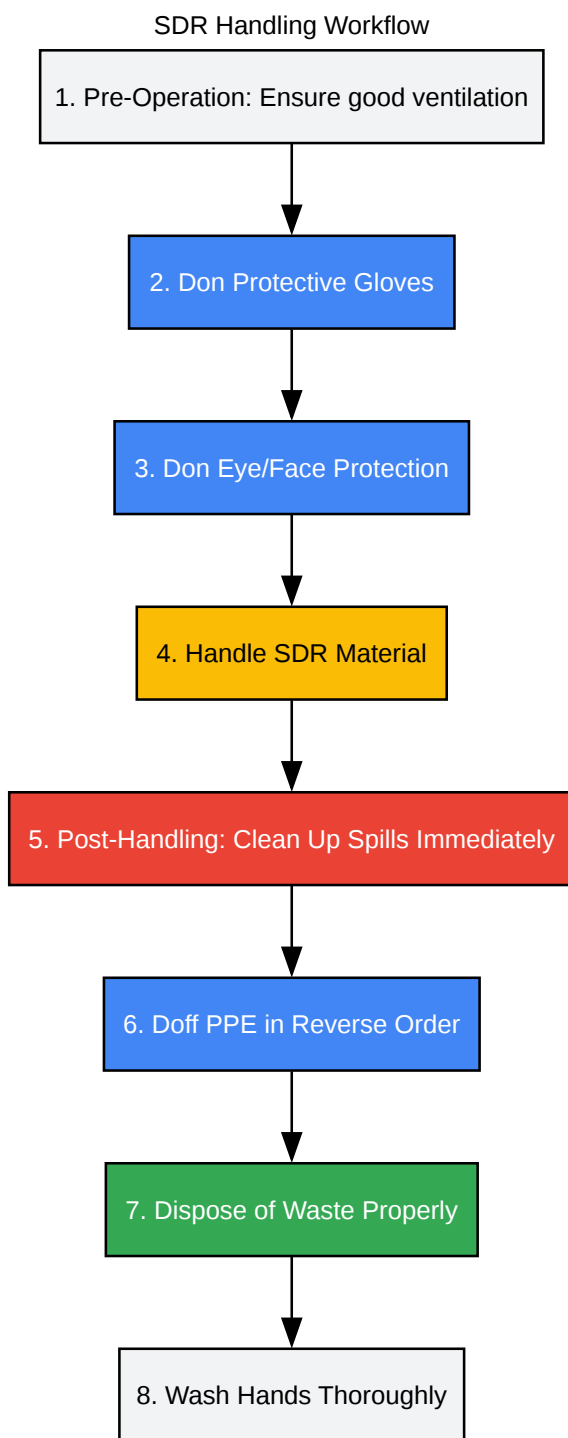 SDR Handling Workflow
1. Pre-Operation: Ensure good ventilation
2. Don Protective Gloves
3. Don Eye/Face Protection
4. Handle SDR Material
5. Post-Handling: Clean Up Spills Immediately
6. Doff PPE in Reverse Order
7. Dispose of Waste Properly
8. Wash Hands Thoroughly